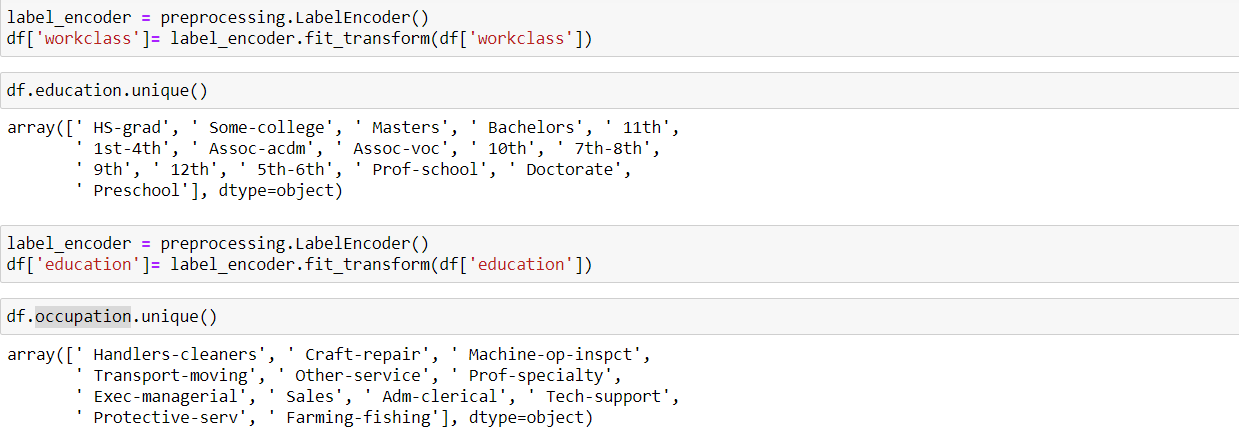 label_encoder = preprocessing.LabelEncoder()
df['workclass']= label_encoder.fit_transform(df['workclass'])
df.education.unique()
array([' HS-grad', ' Some-college', ' Masters', ' Bachelors', ' 11th',
' 1st-4th', ' Assoc-acdm', ' Assoc-voc', ' 10th', ' 7th-8th',
' 9th', ' 12th', ' 5th-6th', ' Prof-school', ' Doctorate',
' Preschool'], dtype=object)
label_encoder = preprocessing.LabelEncoder()
df['education']= label_encoder.fit_transform(df['education'])
df.occupation.unique()
array([' Handlers-cleaners', ' Craft-repair', ' Machine-op-inspct',
' Transport-moving', ' Other-service', ' Prof-specialty',
' Exec-managerial', ' Sales', ' Adm-clerical', ' Tech-support',
' Protective-serv', ' Farming-fishing'], dtype=object)